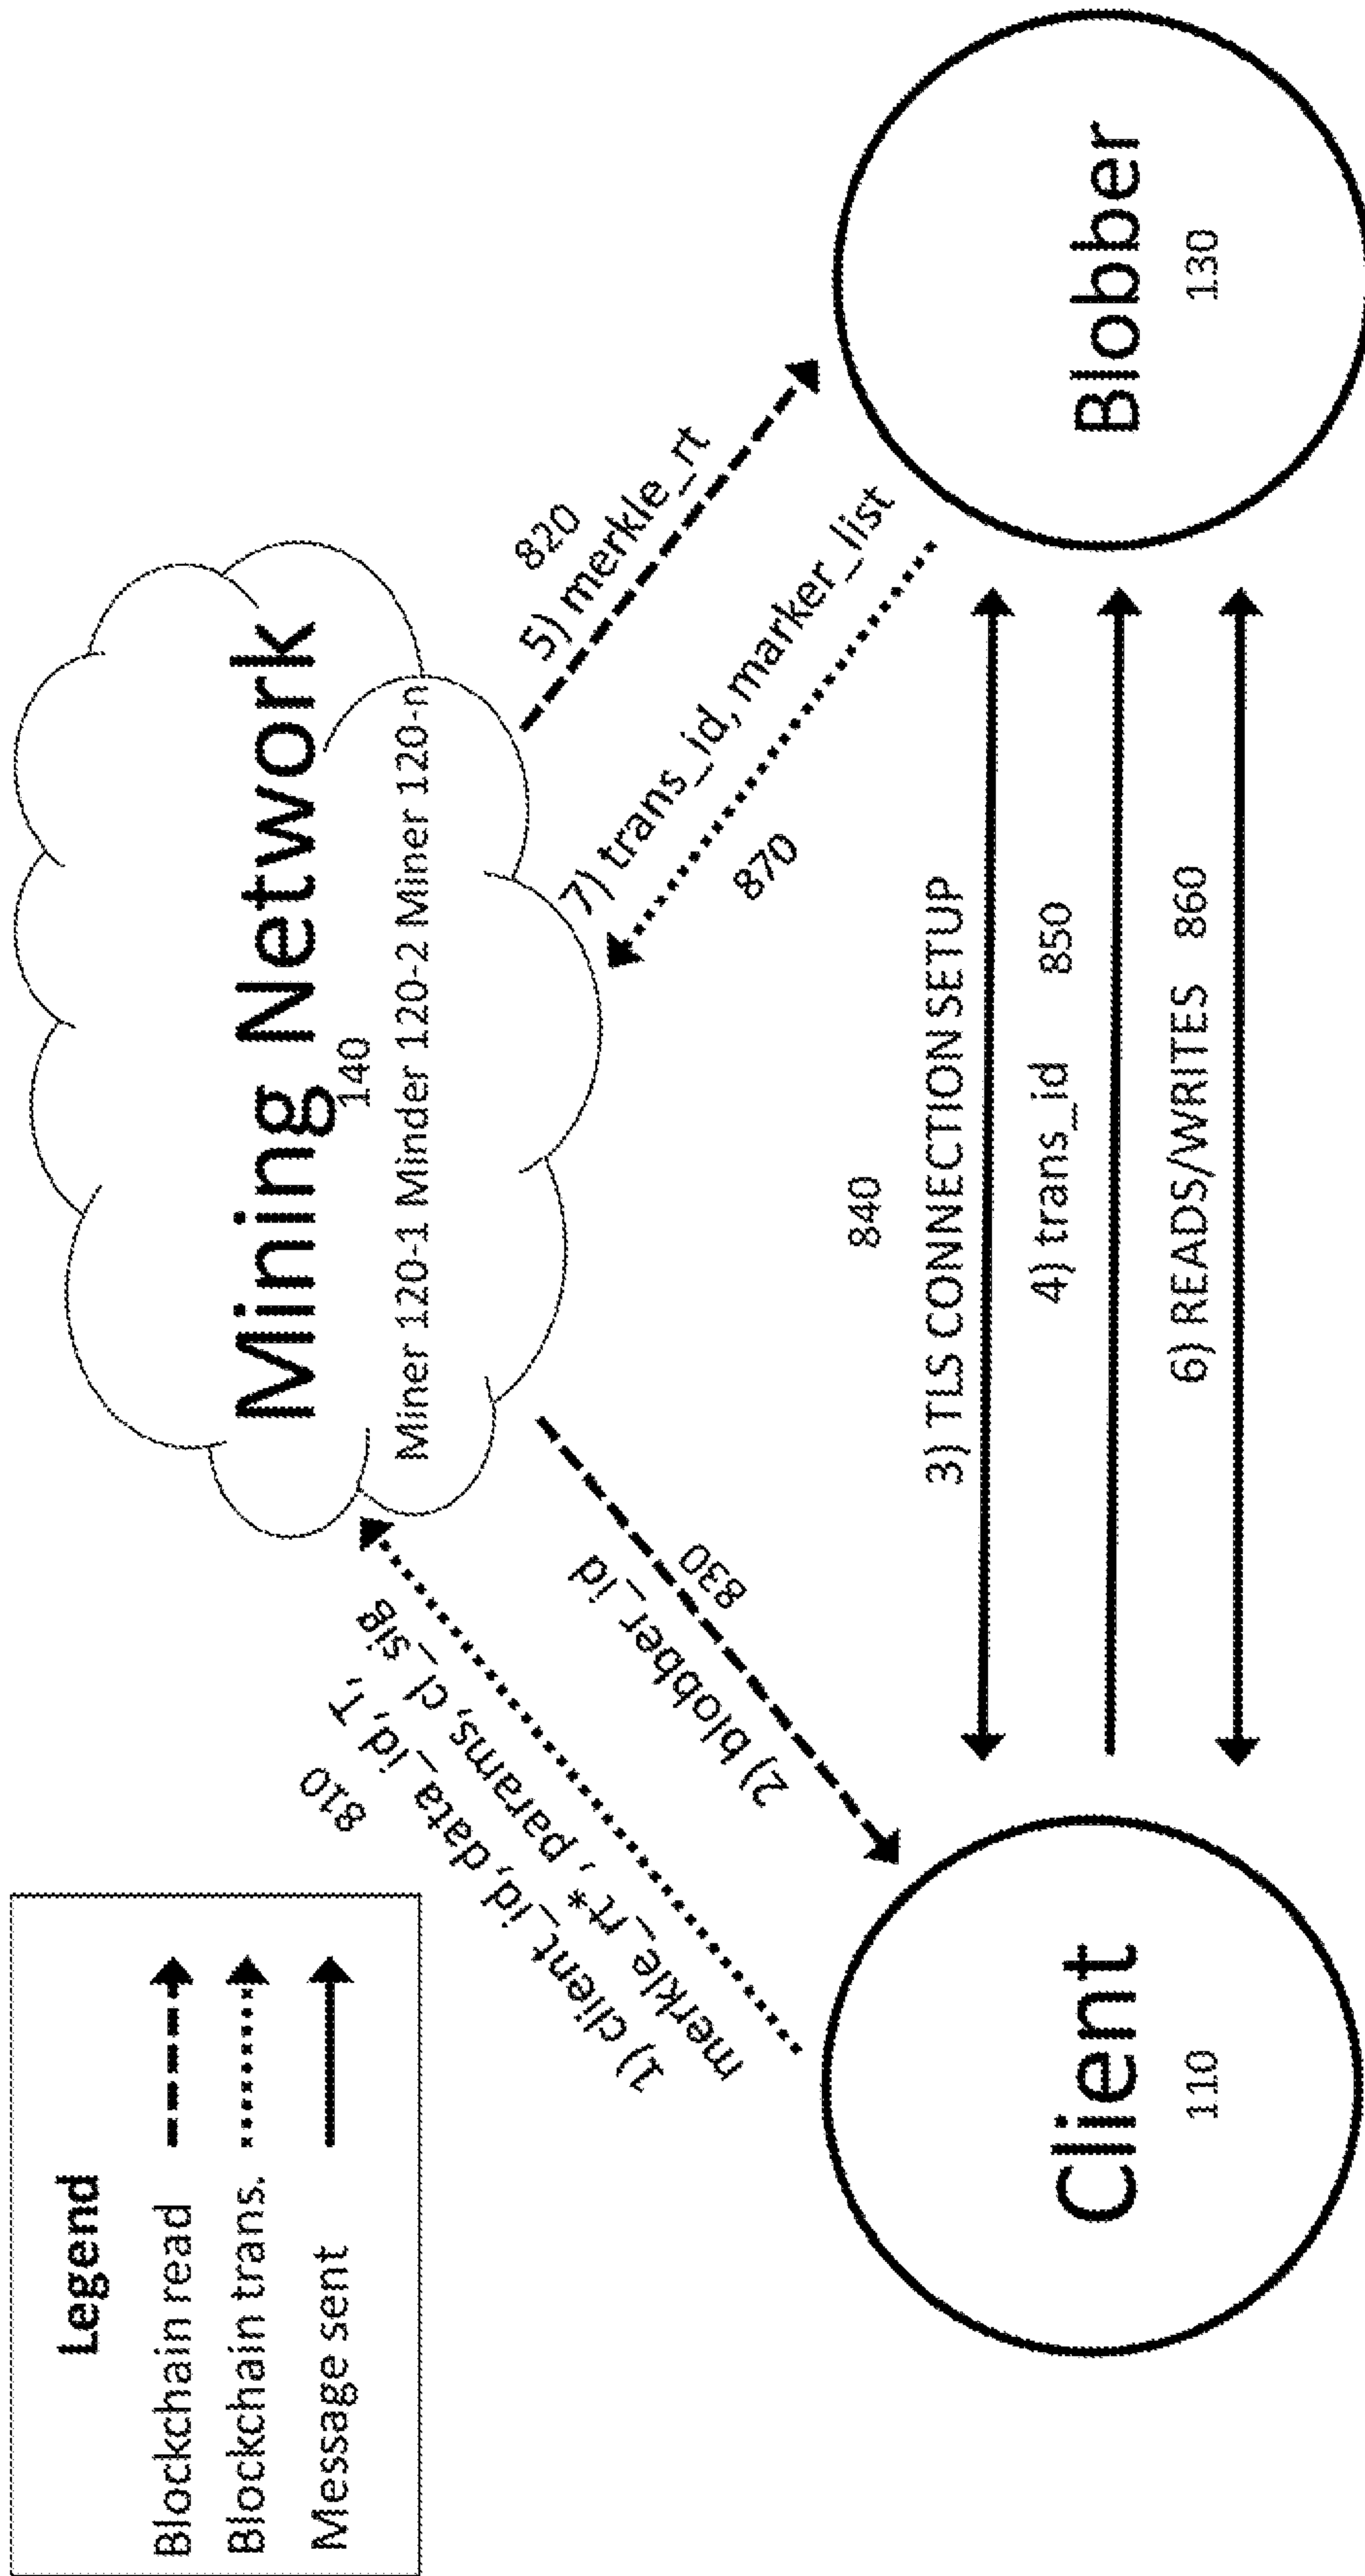 Legend
Blockchain read
Blockchain trans.
Message sent
Mining Network
140
Miner 120-1 Minder 120-2 Miner 120-n
810
1) client_id, data_id, T,
merkle_rt*, params, cl_sig
2) blobber_id
830
820
5) merkle_rt
7) trans_id, marker_list
870
840
3) TLS CONNECTION SETUP
4) trans_id 850
6) READS/WRITES 860
Client
110
Blobber
130